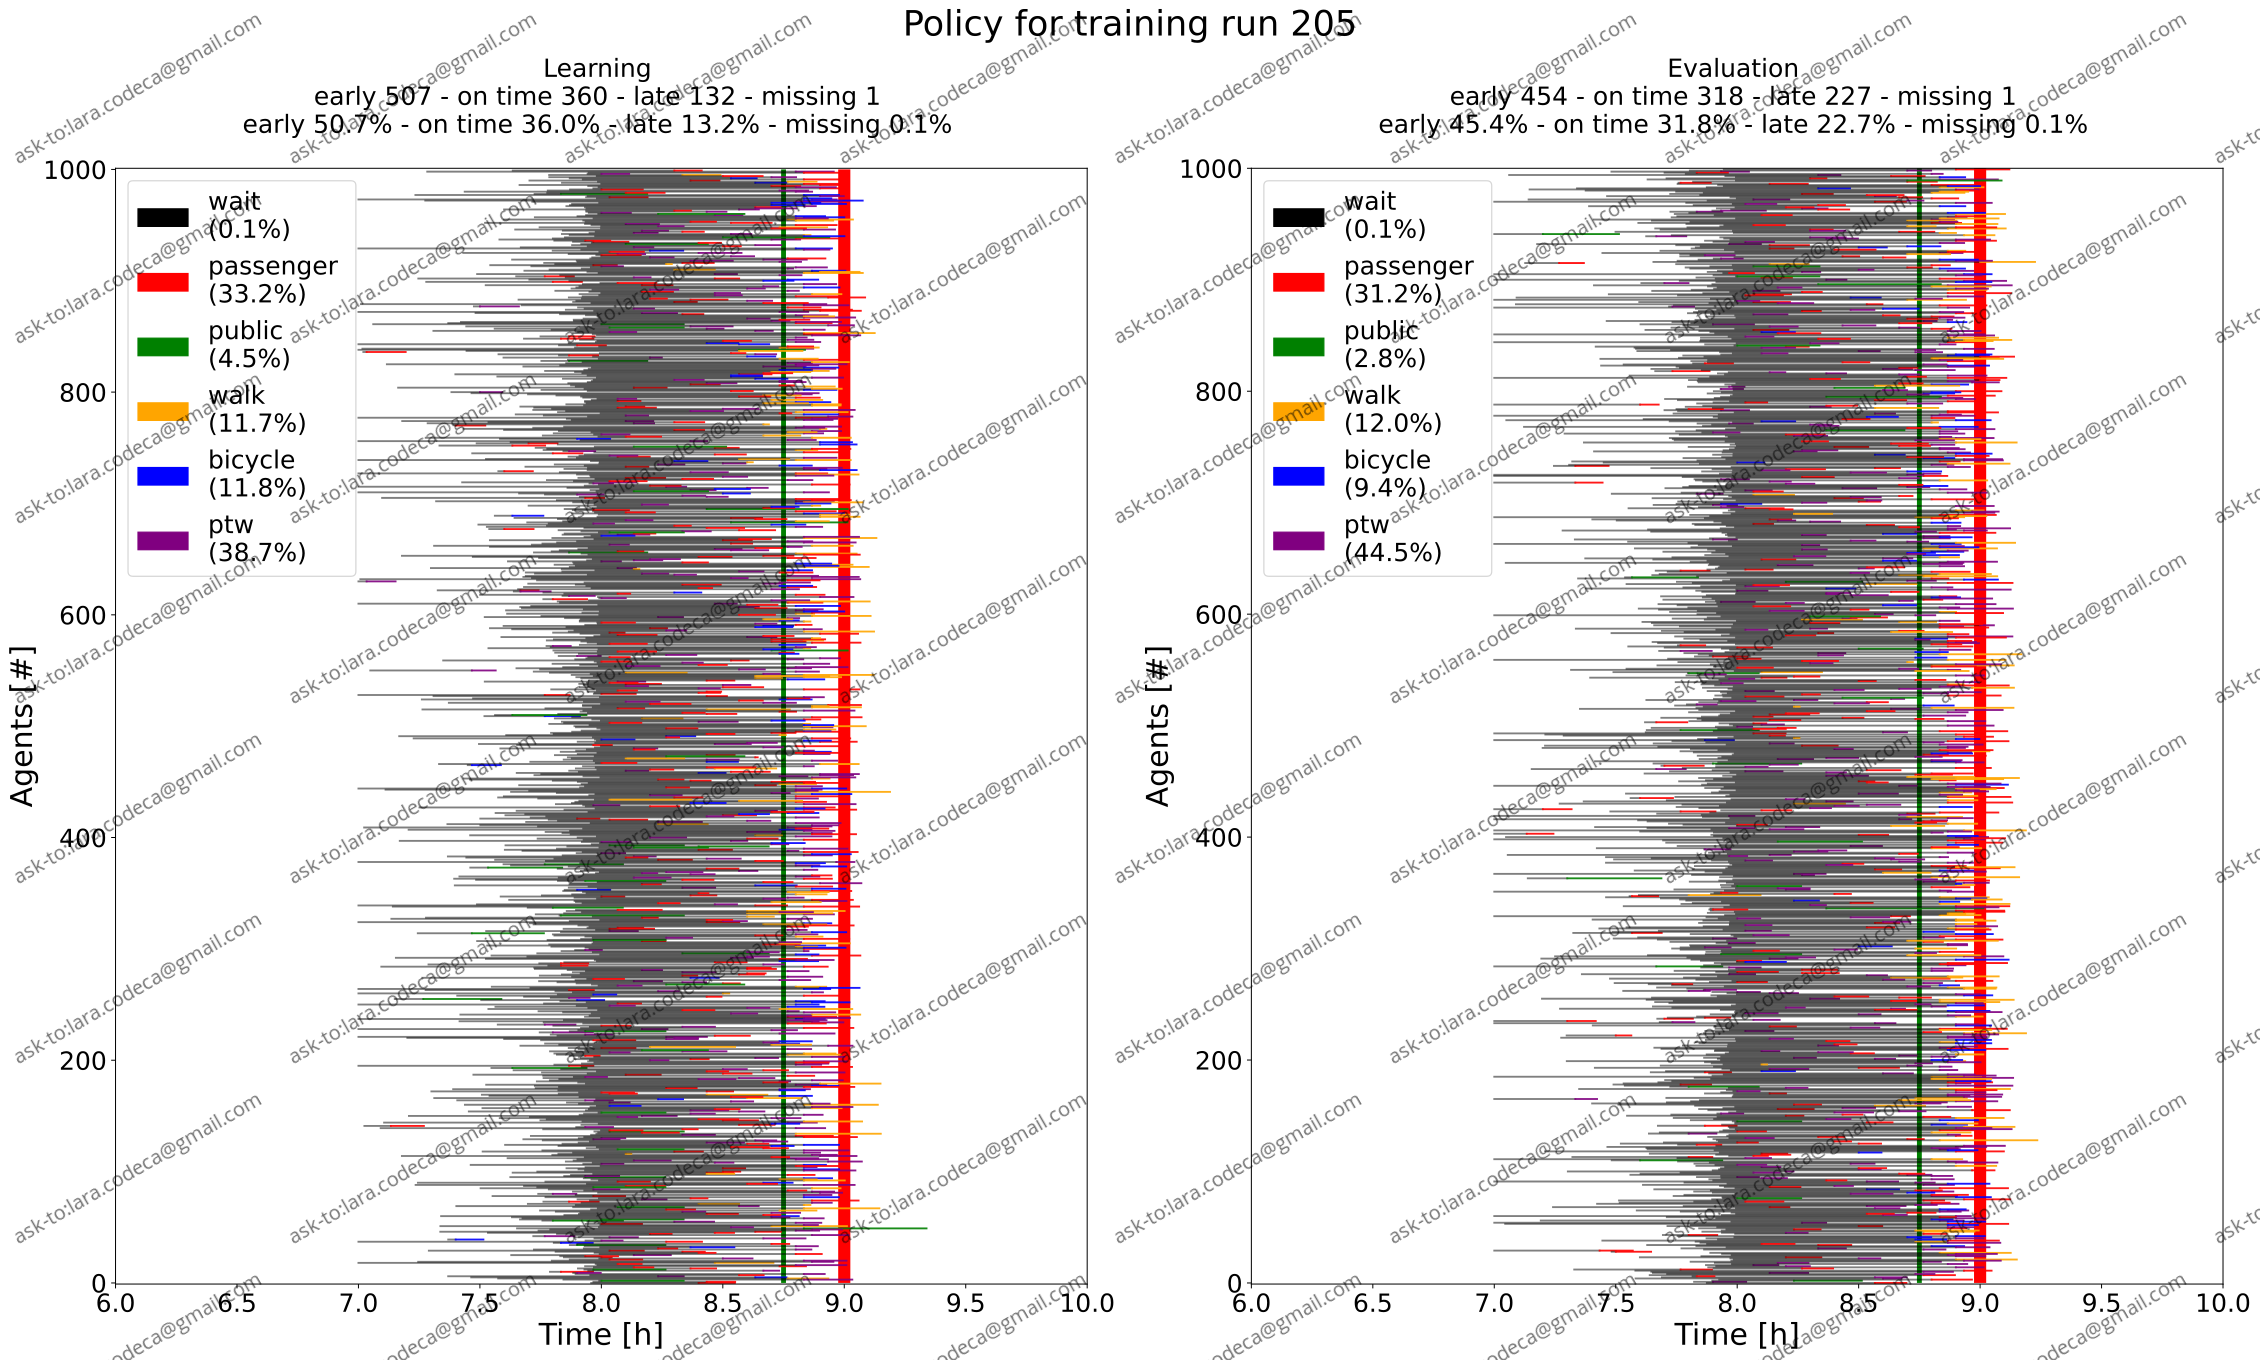 Policy for training run 205
Learning
early 507 - on time 360 - late 132 - missing 1
early 50.7% - on time 36.0% - late 13.2% - missing 0.1%
1000
800
600
400
200
0
Agents [#]
wait
(0.1%)
passenger
(33.2%)
public
(4.5%)
walk
(11.7%)
bicycle
(11.8%)
ptw
(38.7%)
6.0 6.5 7.0 7.5 8.0 8.5 9.0 9.5 10.0
Time [h]
Evaluation
early 454 - on time 318 - late 227 - missing 1
early 45.4% - on time 31.8% - late 22.7% - missing 0.1%
1000
800
600
400
200
0
Agents [#]
wait
(0.1%)
passenger
(31.2%)
public
(2.8%)
walk
(12.0%)
bicycle
(9.4%)
ptw
(44.5%)
6.0 6.5 7.0 7.5 8.0 8.5 9.0 9.5 10.0
Time [h]
ask-to:lara.codeca@gmail.com